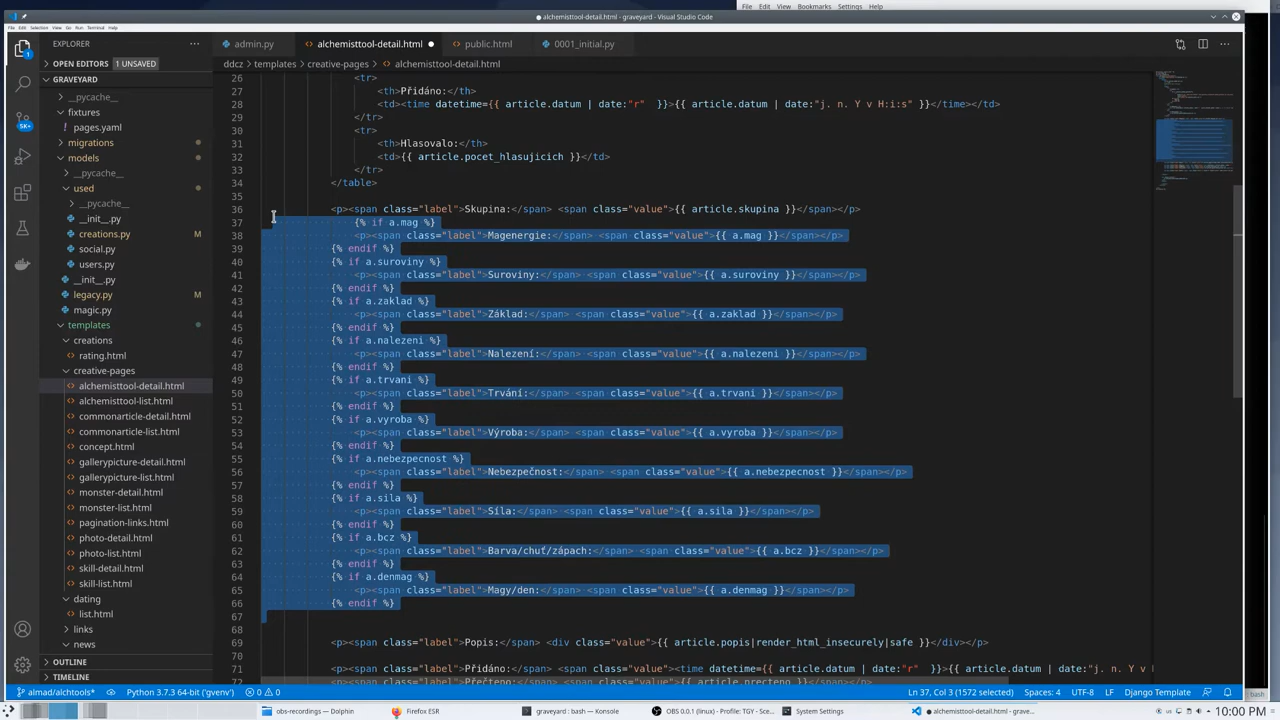 File View Bookmarks Settings Help
alchemisttool-detail.html - graveyard - Visual Studio Code
File Edit Selection View Go Run Terminal Help
EXPLORER
OPEN EDITORS 1 UNSAVED
GRAVEYARD
__pycache__
fixtures
pages.yaml
migrations
models
__pycache__
used
__pycache__
__init__.py
creations.py M
social.py
users.py
__init__.py
legacy.py M
magic.py
templates
creations
rating.html
creative-pages
alchemisttool-detail.html
alchemisttool-list.html
commonarticle-detail.html
commonarticle-list.html
concept.html
gallerypicture-detail.html
gallerypicture-list.html
monster-detail.html
monster-list.html
pagination-links.html
photo-detail.html
photo-list.html
skill-detail.html
skill-list.html
dating
list.html
links
news
OUTLINE
TIMELINE
5K+
admin.py alchemisttool-detail.html public.html 0001_initial.py
ddcz > templates > creative-pages > alchemisttool-detail.html
26 <tr>
27 <th>Přidáno:</th>
28 <td><time datetime={{ article.datum | date:"r" }}>{{ article.datum | date:"j. n. Y v H:i:s" }}</time></td>
29 </tr>
30 <tr>
31 <th>Hlasovalo:</th>
32 <td>{{ article.pocet_hlasujicich }}</td>
33 </tr>
34 </table>
35
36 <p><span class="label">Skupina:</span> <span class="value">{{ article.skupina }}</span></p>
37 {% if a.mag %}
38 <p><span class="label">Magenergie:</span> <span class="value">{{ a.mag }}</span></p>
39 {% endif %}
40 {% if a.suroviny %}
41 <p><span class="label">Suroviny:</span> <span class="value">{{ a.suroviny }}</span></p>
42 {% endif %}
43 {% if a.zaklad %}
44 <p><span class="label">Základ:</span> <span class="value">{{ a.zaklad }}</span></p>
45 {% endif %}
46 {% if a.nalezeni %}
47 <p><span class="label">Nalezení:</span> <span class="value">{{ a.nalezeni }}</span></p>
48 {% endif %}
49 {% if a.trvani %}
50 <p><span class="label">Trvání:</span> <span class="value">{{ a.trvani }}</span></p>
51 {% endif %}
52 {% if a.vyroba %}
53 <p><span class="label">Výroba:</span> <span class="value">{{ a.vyroba }}</span></p>
54 {% endif %}
55 {% if a.nebezpecnost %}
56 <p><span class="label">Nebezpečnost:</span> <span class="value">{{ a.nebezpecnost }}</span></p>
57 {% endif %}
58 {% if a.sila %}
59 <p><span class="label">Síla:</span> <span class="value">{{ a.sila }}</span></p>
60 {% endif %}
61 {% if a.bcz %}
62 <p><span class="label">Barva/chuť/zápach:</span> <span class="value">{{ a.bcz }}</span></p>
63 {% endif %}
64 {% if a.denmag %}
65 <p><span class="label">Magy/den:</span> <span class="value">{{ a.denmag }}</span></p>
66 {% endif %}
67
68
69 <p><span class="label">Popis:</span> <div class="value">{{ article.popis|render_html_insecurely|safe }}</div></p>
70
71 <p><span class="label">Přidáno:</span> <span class="value"><time datetime={{ article.datum | date:"r" }}>{{ article.datum | date:"j. n. Y v H
72 <p><span class="label">Přečteno:</span> <span class="value">{{ article.precteno }}</span></p>
almad/alchtools* Python 3.7.3 64-bit ('gvenv') 0 0 Ln 37, Col 3 (1572 selected) Spaces: 4 UTF-8 LF Django Template
bash
obs-recordings — Dolphin Firefox ESR graveyard : bash — Konsole OBS 0.0.1 (linux) - Profile: TGY - Sce... System Settings alchemisttool-detail.html - grave... 10:00 PM